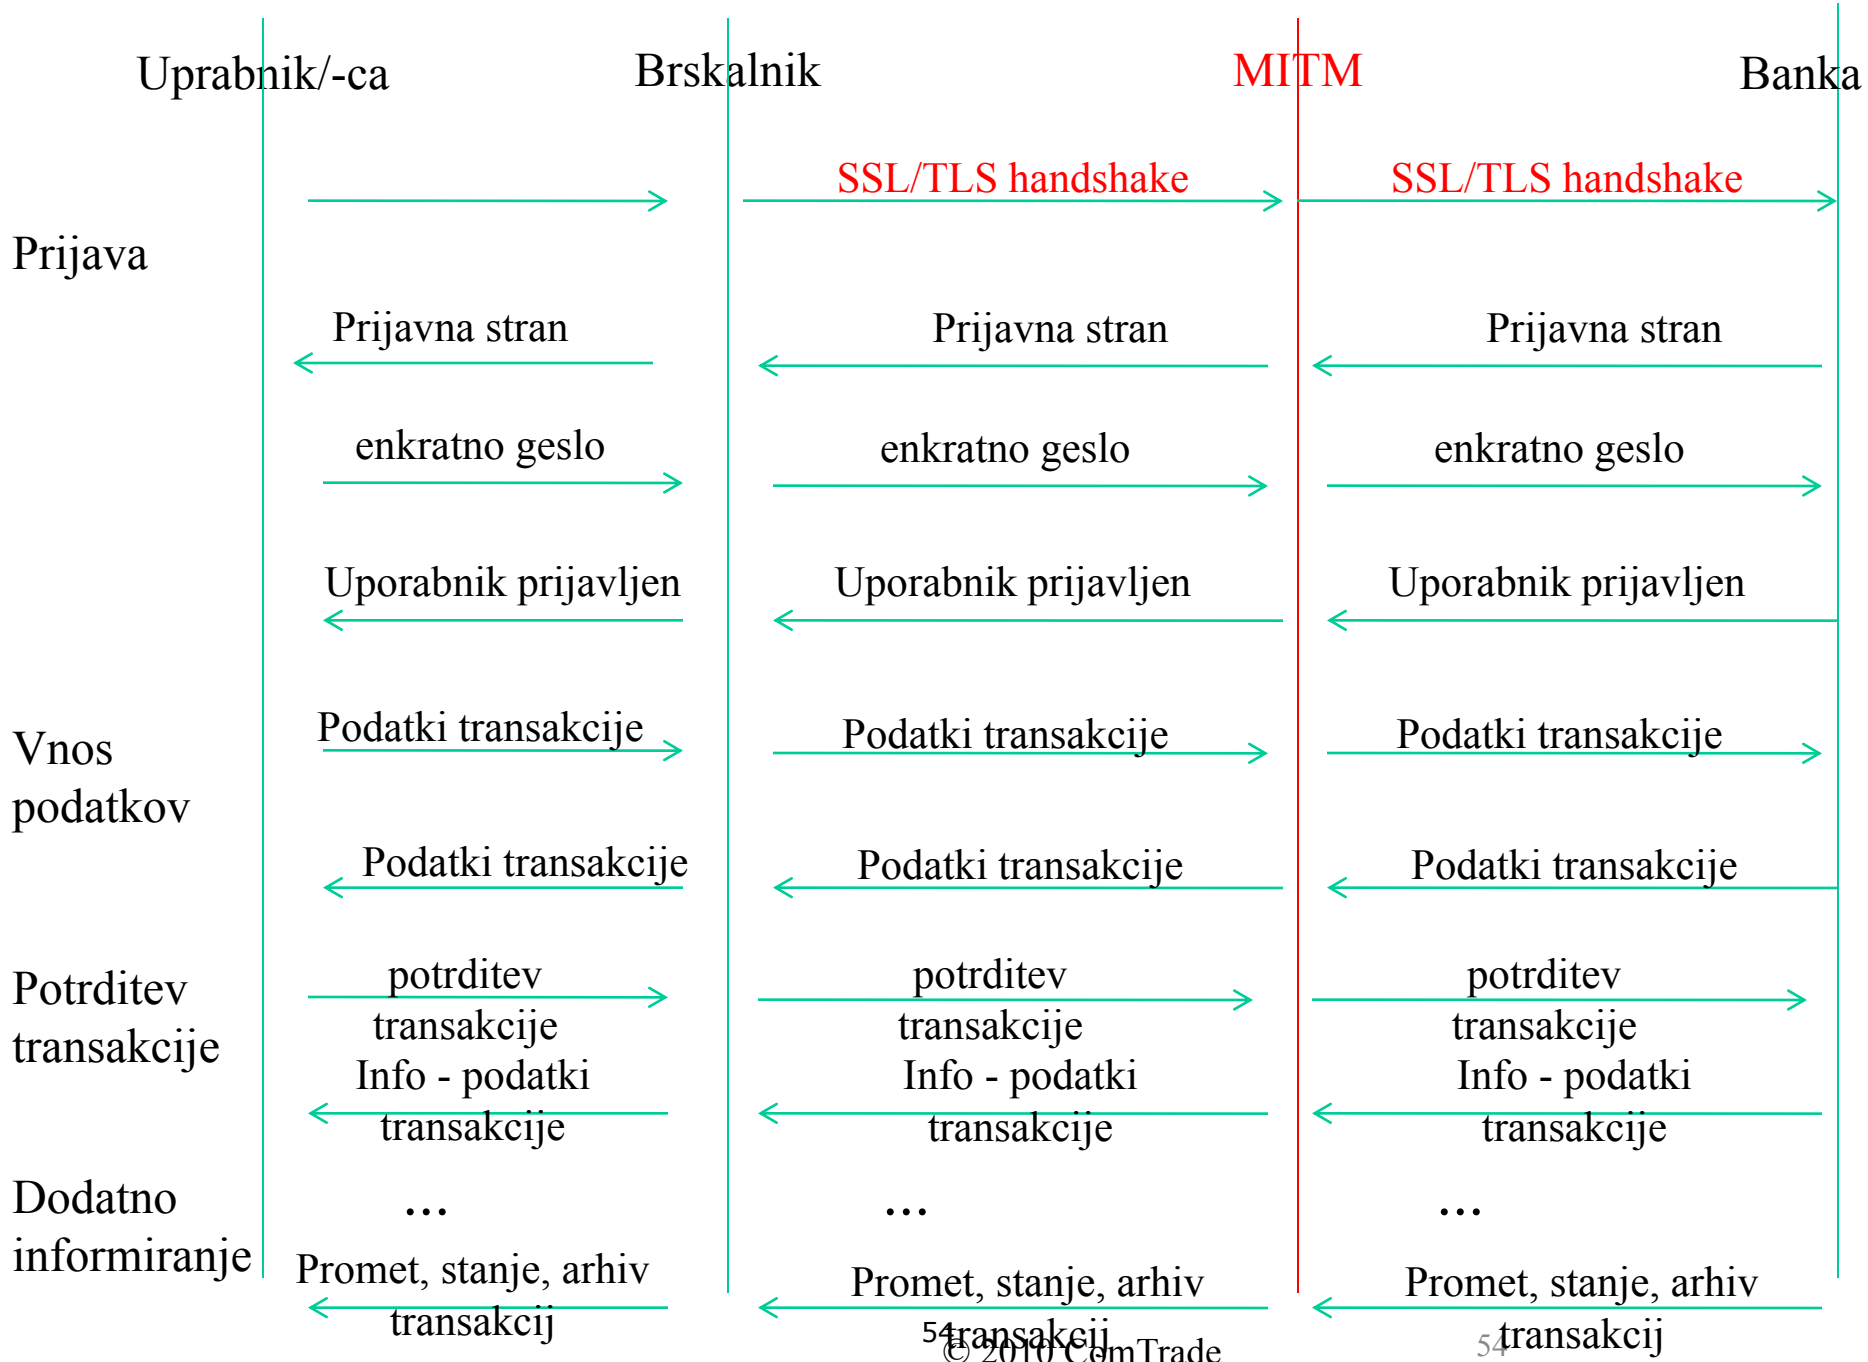 Uprabnik/-ca
Brskalnik
MITM
Banka
SSL/TLS handshake
SSL/TLS handshake
Prijava
Prijavna stran
Prijavna stran
Prijavna stran
enkratno geslo
enkratno geslo
enkratno geslo
Uporabnik prijavljen
Uporabnik prijavljen
Uporabnik prijavljen
Vnos
podatkov
Podatki transakcije
Podatki transakcije
Podatki transakcije
Podatki transakcije
Podatki transakcije
Podatki transakcije
Potrditev
transakcije
potrditev
transakcije
potrditev
transakcije
potrditev
transakcije
Info - podatki
transakcije
Info - podatki
transakcije
Info - podatki
transakcije
Dodatno
informiranje
...
...
...
Promet, stanje, arhiv
transakcij
Promet, stanje, arhiv
transakcij
Promet, stanje, arhiv
transakcij
54
© 2010 ComTrade
54